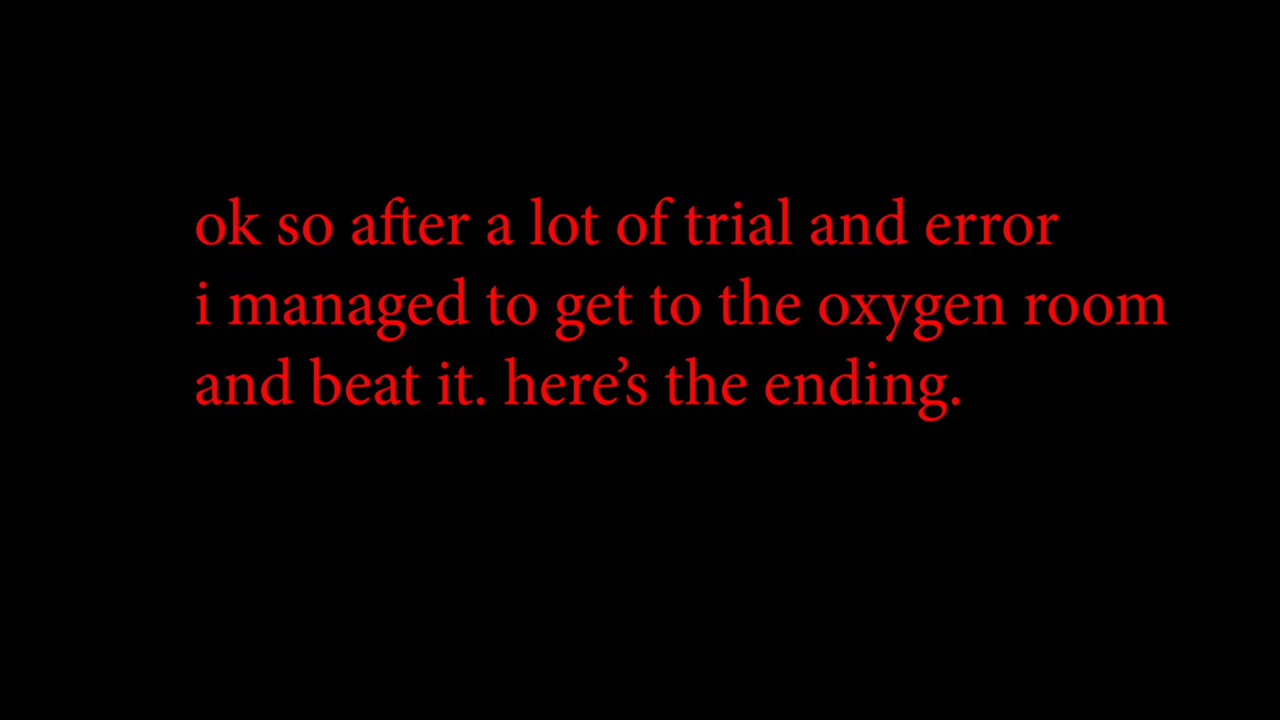 ok so after a lot of trial and error
i managed to get to the oxygen room
and beat it. here’s the ending.